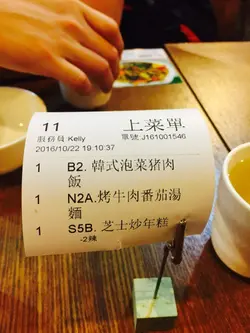 11 上菜單
服務員 Kelly 單號 J161001546
2016/10/22 19:10:37
1 B2. 韓式泡菜猪肉
飯
1 N2A.烤牛肉番茄湯
麵
1 S5B. 芝士炒年糕
-2辣